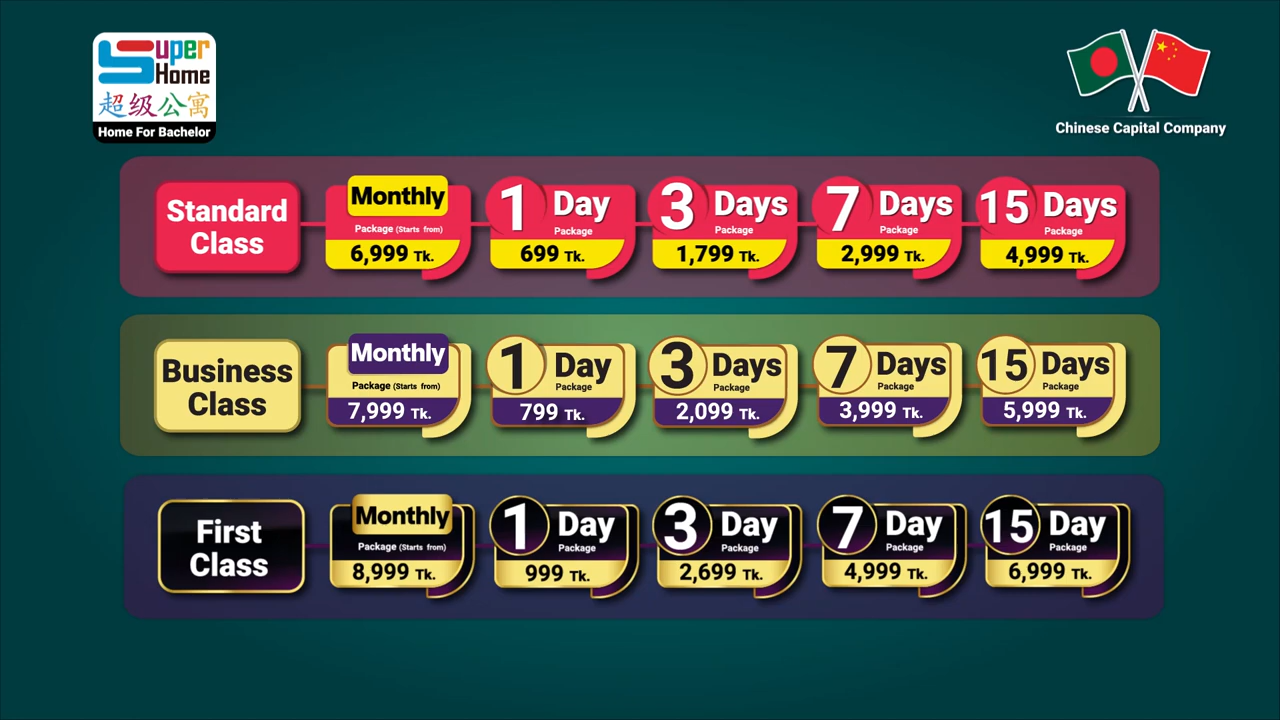 Super
Home
超级公寓
Home For Bachelor
Chinese Capital Company
Standard
Class
Monthly
Package (Starts from)
6,999 Tk.
1 Day
Package
699 Tk.
3 Days
Package
1,799 Tk.
7 Days
Package
2,999 Tk.
15 Days
Package
4,999 Tk.
Business
Class
Monthly
Package (Starts from)
7,999 Tk.
1 Day
Package
799 Tk.
3 Days
Package
2,099 Tk.
7 Days
Package
3,999 Tk.
15 Days
Package
5,999 Tk.
First
Class
Monthly
Package (Starts from)
8,999 Tk.
1 Day
Package
999 Tk.
3 Day
Package
2,699 Tk.
7 Day
Package
4,999 Tk.
15 Day
Package
6,999 Tk.